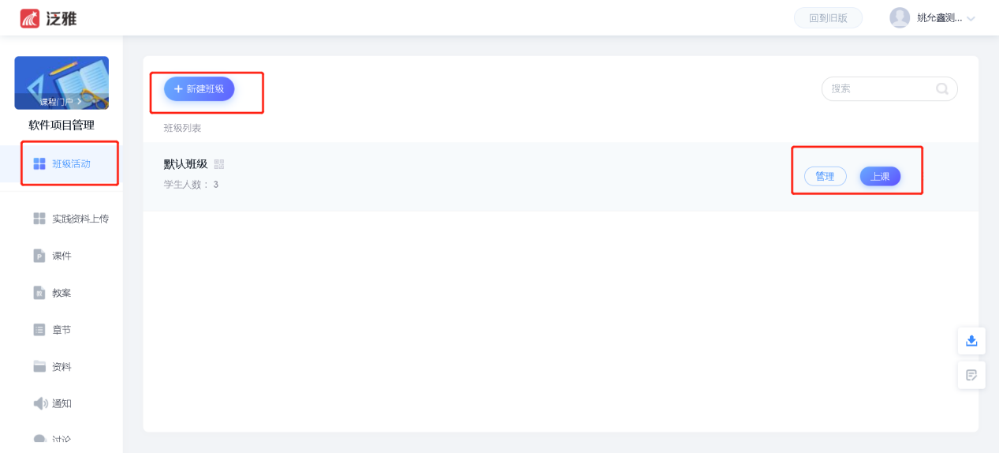 泛雅
回到旧版
姚允鑫测...
课程门户
软件项目管理
班级活动
实践资料上传
课件
教案
章节
资料
通知
讨论
+ 新建班级
搜索
班级列表
默认班级
学生人数： 3
管理
上课